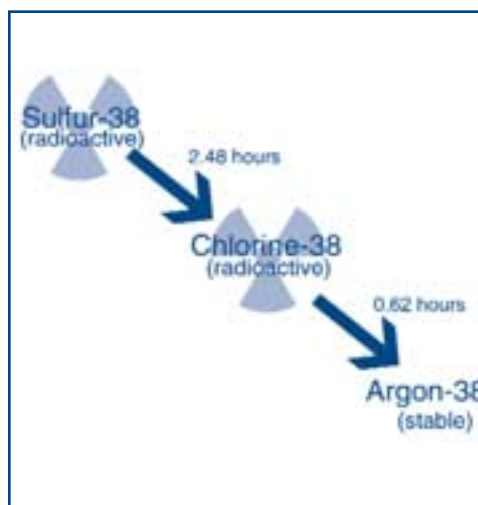 Sulfur-38
(radioactive)
2.48 hours
Chlorine-38
(radioactive)
0.62 hours
Argon-38
(stable)